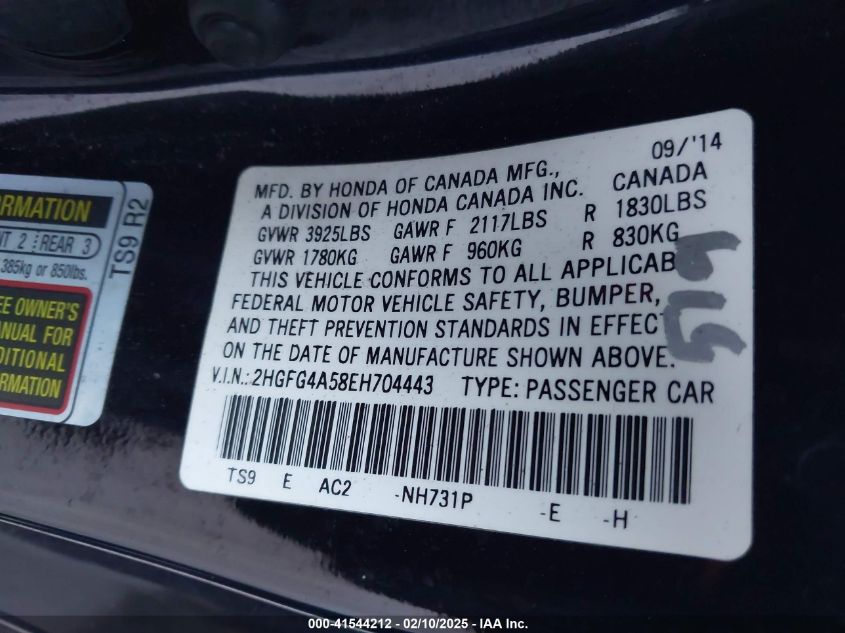 ORMATION
NT 2 REAR 3
385kg or 850lbs.
EE OWNER'S
ANUAL FOR
DDITIONAL
FORMATION
TS9 R2
09/'14
MFD. BY HONDA OF CANADA MFG., CANADA
A DIVISION OF HONDA CANADA INC.
GVWR 3925LBS GAWR F 2117LBS R 1830LBS
GVWR 1780KG GAWR F 960KG R 830KG
THIS VEHICLE CONFORMS TO ALL APPLICAB
FEDERAL MOTOR VEHICLE SAFETY, BUMPER,
AND THEFT PREVENTION STANDARDS IN EFFECT
ON THE DATE OF MANUFACTURE SHOWN ABOVE.
V.I.N.: 2HGFG4A58EH704443 TYPE: PASSENGER CAR
TS9 E AC2 -NH731P -E -H
000-41544212 - 02/10/2025 - IAA Inc.